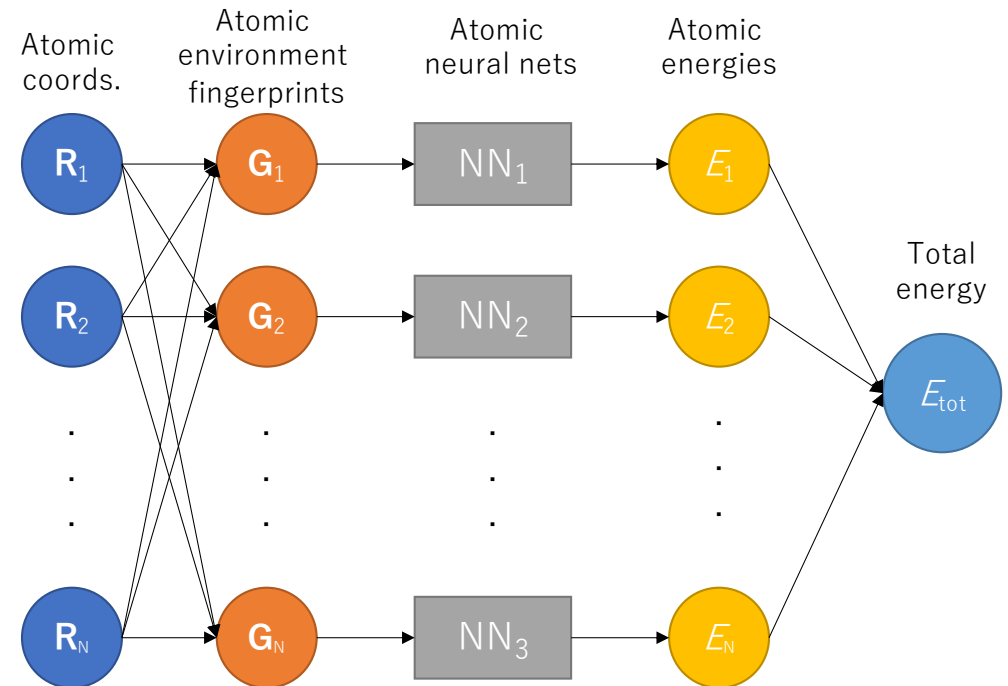 Atomic
coords.
Atomic
environment
fingerprints
Atomic
neural nets
Atomic
energies
R1
G1
NN1
E1
R2
G2
NN2
E2
Total
energy
Etot
RN
GN
NN3
EN